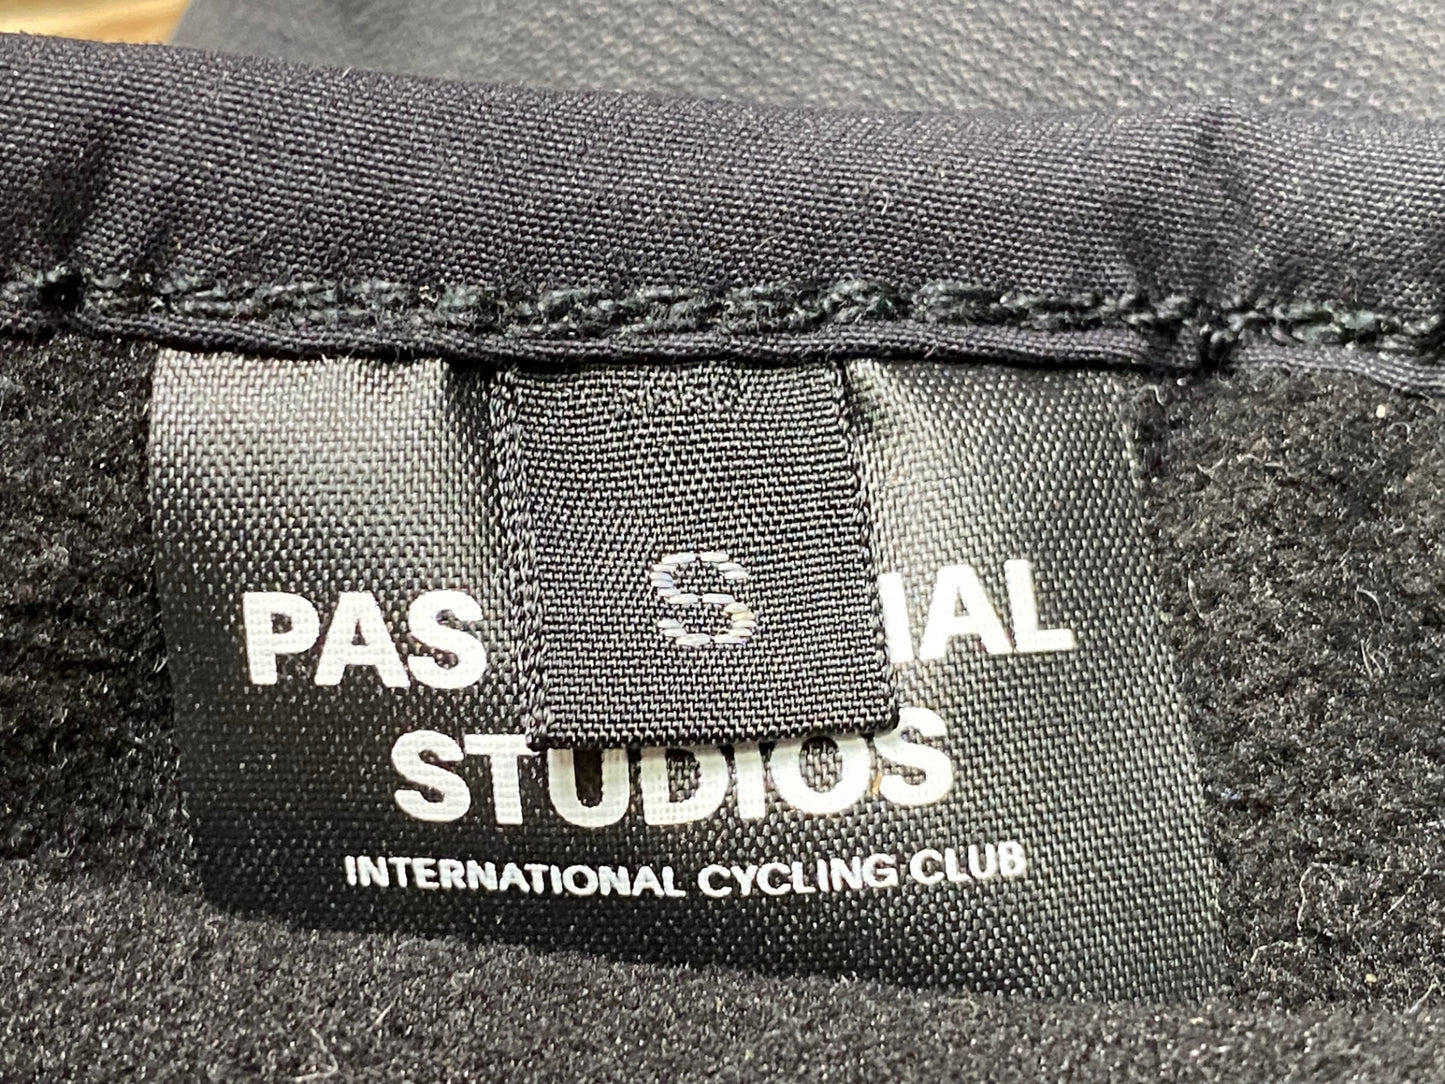 PAS S IAL
STUDIOS
INTERNATIONAL CYCLING CLUB